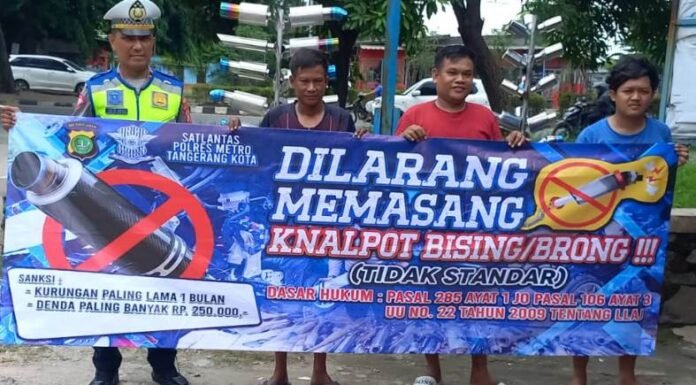 SATLANTAS
POLRES METRO
TANGERANG KOTA
DILARANG
MEMASANG
KNALPOT BISING/BRONG !!!
(TIDAK STANDAR)
DASAR HUKUM : PASAL 285 AYAT 1 JO PASAL 106 AYAT 3
UU NO. 22 TAHUN 2009 TENTANG LLAJ
SANKSI :
= KURUNGAN PALING LAMA 1 BULAN
= DENDA PALING BANYAK RP. 250.000,-